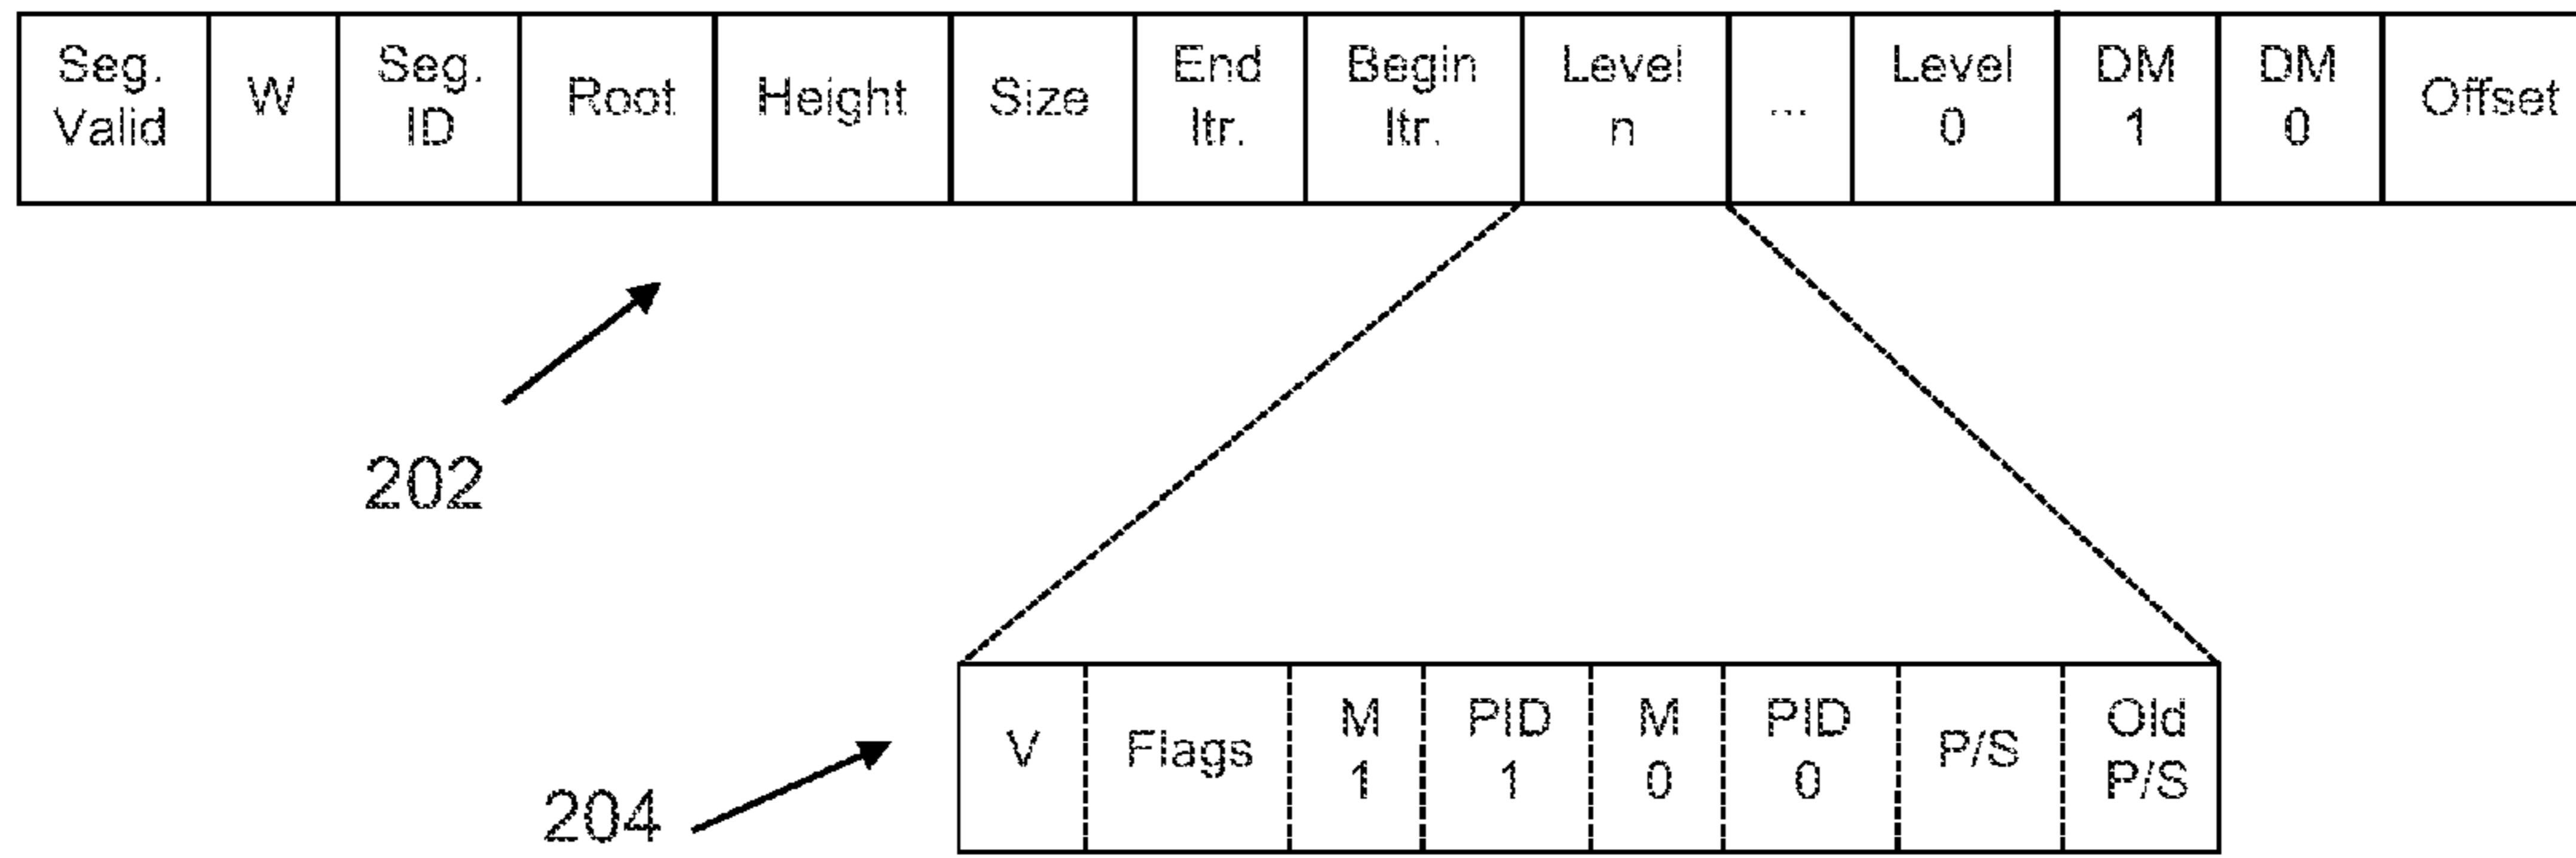 Seg. Valid W Seg. ID Root Height Size End Itr. Begin Itr. Level n ... Level 0 DM 1 DM 0 Offset
202
V Flags M 1 PID 1 M 0 PID 0 P/S Old P/S
204